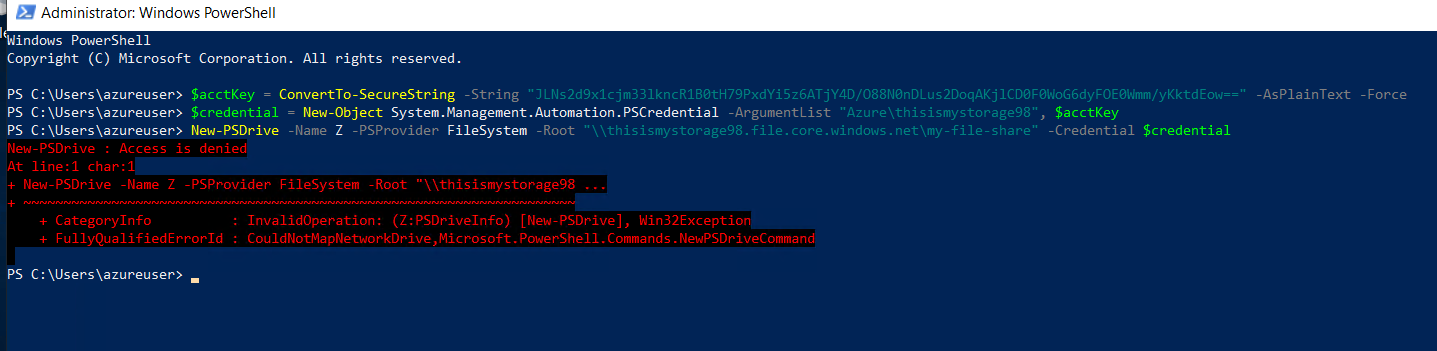 Administrator: Windows PowerShell
Windows PowerShell
Copyright (C) Microsoft Corporation. All rights reserved.
PS C:\Users\azureuser> $acctKey = ConvertTo-SecureString -String "JLNs2d9x1cjm33lkncR1B0tH79PxdYi5z6ATjY4D/O88N0nDLus2DoqAKjlCD0F0WoG6dyFOE0Wmm/yKktdEow==" -AsPlainText -Force
PS C:\Users\azureuser> $credential = New-Object System.Management.Automation.PSCredential -ArgumentList "Azure\thisismystorage98", $acctKey
PS C:\Users\azureuser> New-PSDrive -Name Z -PSProvider FileSystem -Root "\\thisismystorage98.file.core.windows.net\my-file-share" -Credential $credential
New-PSDrive : Access is denied
At line:1 char:1
+ New-PSDrive -Name Z -PSProvider FileSystem -Root "\\thisismystorage98 ...
+ ~~~~~~~~~~~~~~~~~~~~~~~~~~~~~~~~~~~~~~~~~~~~~~~~~~~~~~~~~~~~~~~~~~~~~
+ CategoryInfo : InvalidOperation: (Z:PSDriveInfo) [New-PSDrive], Win32Exception
+ FullyQualifiedErrorId : CouldNotMapNetworkDrive,Microsoft.PowerShell.Commands.NewPSDriveCommand
PS C:\Users\azureuser>